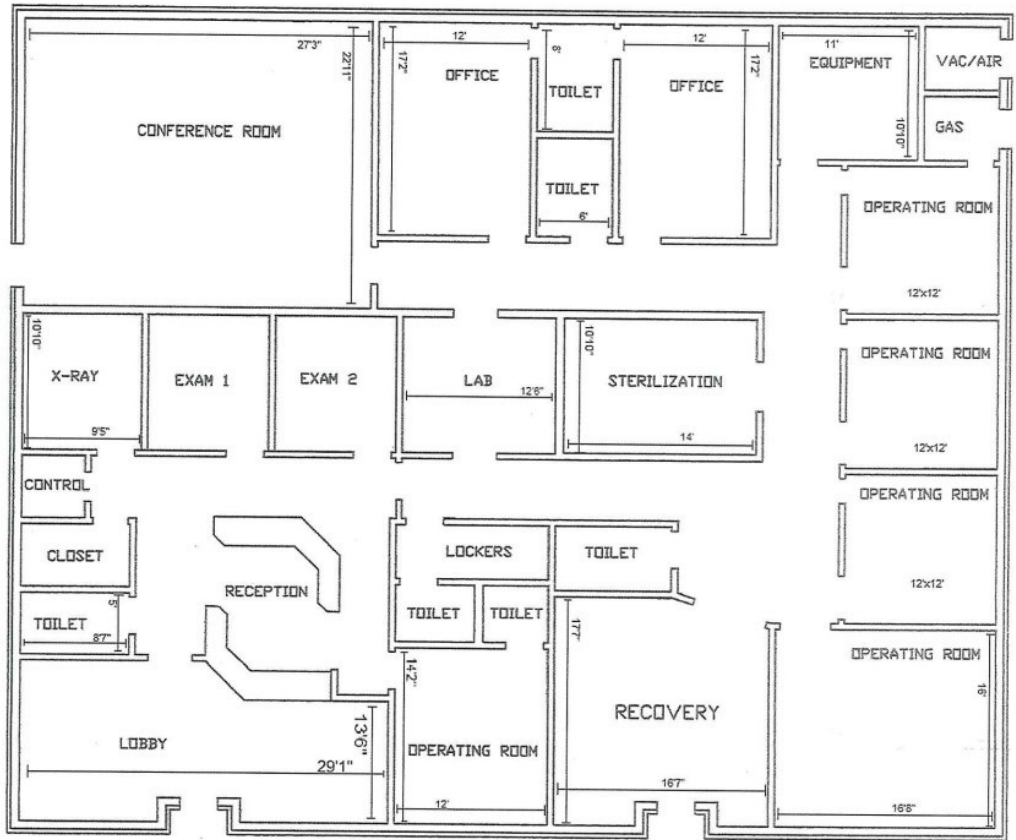 27'3"
22'11"
CONFERENCE ROOM
12'
17'2"
OFFICE
8'
TOILET
TOILET
6'
12'
17'2"
OFFICE
11'
EQUIPMENT
10'10"
VAC/AIR
GAS
OPERATING ROOM
12'x12'
10'10"
X-RAY
9'5"
EXAM 1
EXAM 2
LAB
12'6"
10'10"
STERILIZATION
14'
OPERATING ROOM
12'x12'
CONTROL
CLOSET
5'
TOILET
8'7"
RECEPTION
LOCKERS
TOILET
TOILET
TOILET
OPERATING ROOM
12'x12'
LOBBY
13'6"
29'1"
14'2"
OPERATING ROOM
12'
17'7"
RECOVERY
16'7"
OPERATING ROOM
16'
16'8"